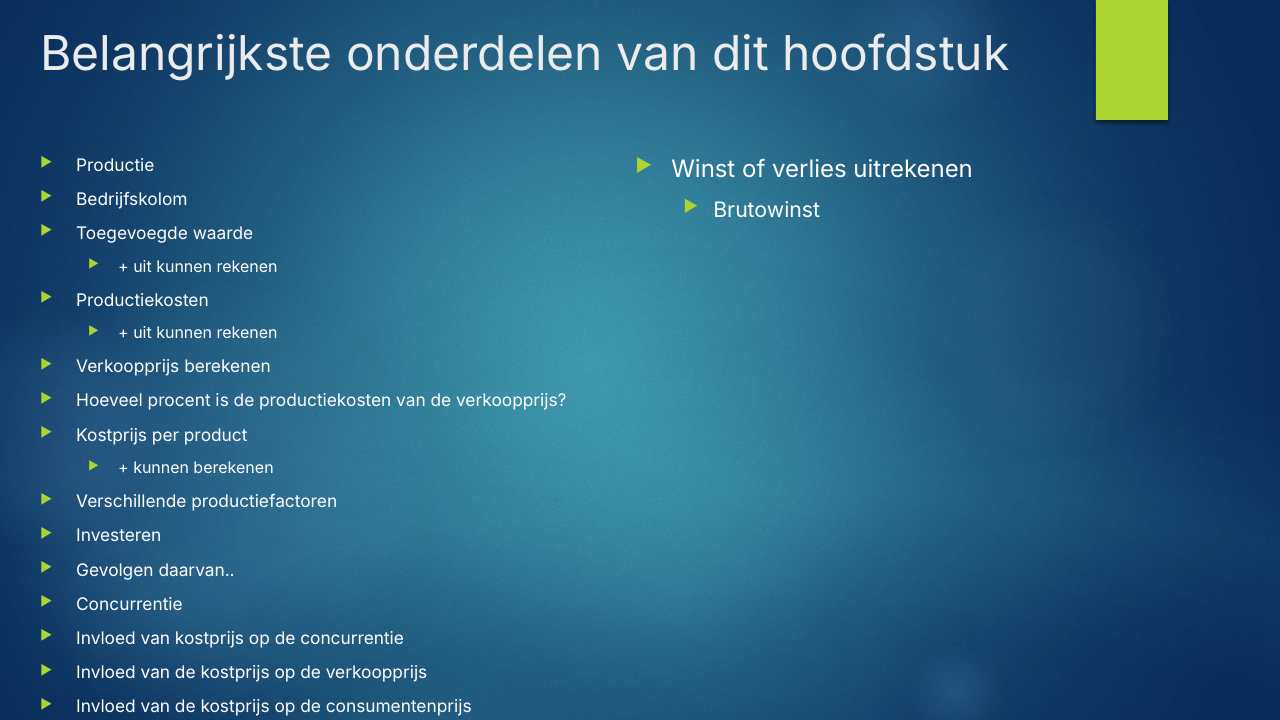 Belangrijkste onderdelen van dit hoofdstuk
Productie
Bedrijfskolom
Toegevoegde waarde
+ uit kunnen rekenen
Productiekosten
+ uit kunnen rekenen
Verkoopprijs berekenen
Hoeveel procent is de productiekosten van de verkoopprijs?
Kostprijs per product
+ kunnen berekenen
Verschillende productiefactoren
Investeren
Gevolgen daarvan..
Concurrentie
Invloed van kostprijs op de concurrentie
Invloed van de kostprijs op de verkoopprijs
Invloed van de kostprijs op de consumentenprijs
Winst of verlies uitrekenen
Brutowinst